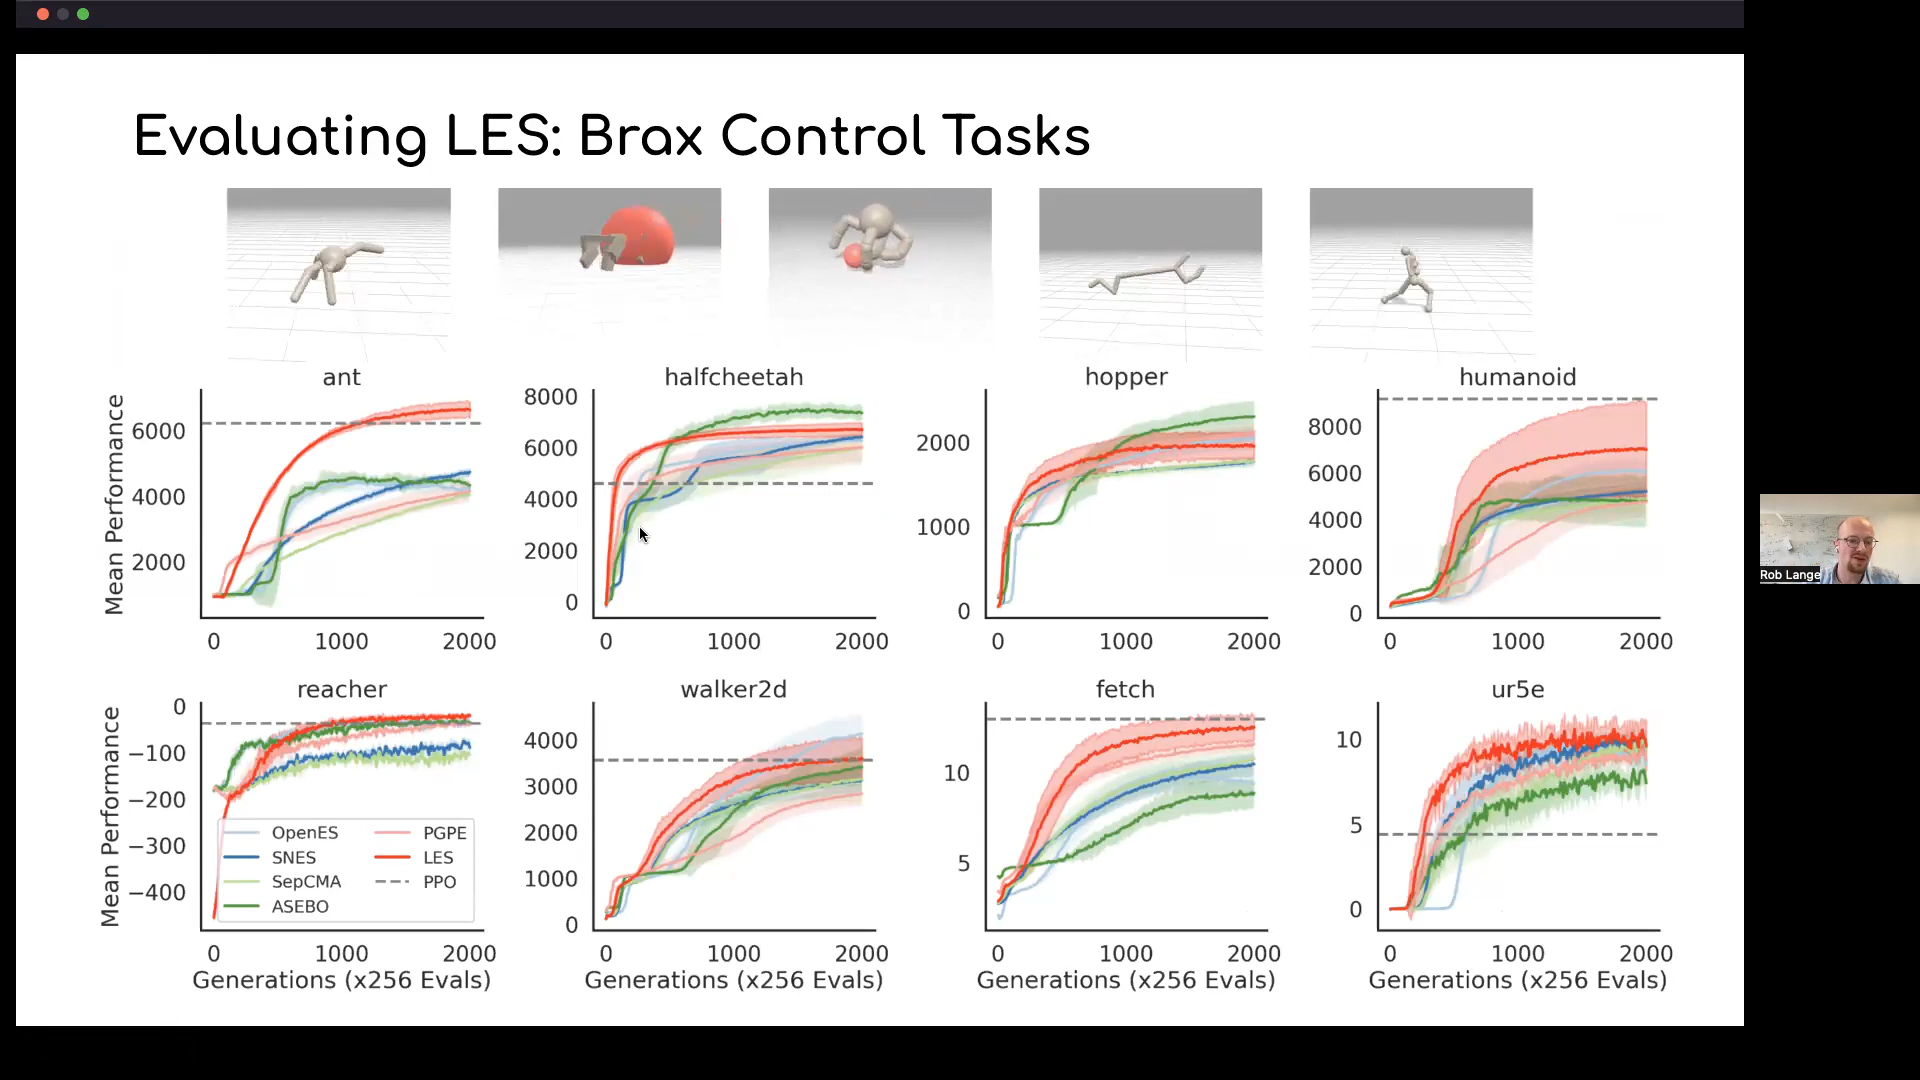 Evaluating LES: Brax Control Tasks
ant
halfcheetah
hopper
humanoid
Mean Performance
6000
4000
2000
0
1000
2000
8000
6000
4000
2000
0
0
1000
2000
2000
1000
0
0
1000
2000
8000
6000
4000
2000
0
0
1000
2000
Rob Lange
reacher
walker2d
fetch
ur5e
Mean Performance
0
−100
−200
−300
−400
OpenES
SNES
SepCMA
ASEBO
PGPE
LES
PPO
0
1000
2000
Generations (x256 Evals)
4000
3000
2000
1000
0
0
1000
2000
Generations (x256 Evals)
10
5
0
1000
2000
Generations (x256 Evals)
10
5
0
0
1000
2000
Generations (x256 Evals)